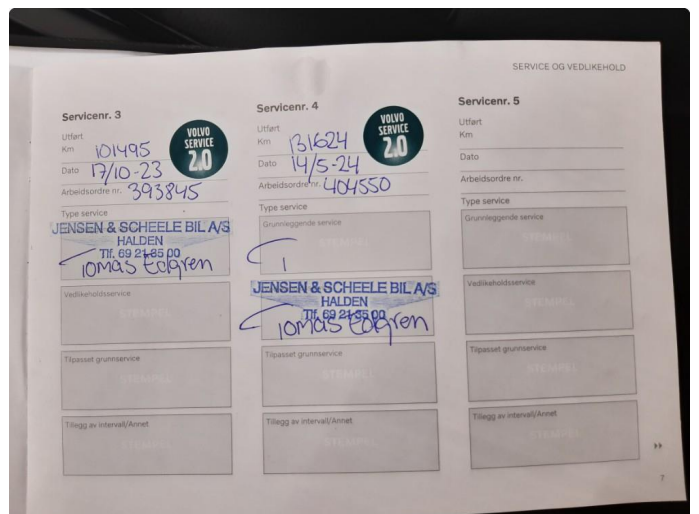 SERVICE OG VEDLIKEHOLD
Servicenr. 3
Utført
Km 101495
VOLVO
SERVICE
2.0
Dato 17/10-23
Arbeidsordre nr. 393845
Type service
JENSEN & SCHEELE BIL A/S
HALDEN
Tlf. 69 21 85 00
Tomas Edgren
Vedlikeholdsservice
STEMPEL
Tilpasset grunnservice
STEMPEL
Tillegg av intervall/Annet
STEMPEL
Servicenr. 4
Utført
Km 131624
VOLVO
SERVICE
2.0
Dato 14/5-24
Arbeidsordre nr. 404550
Type service
Grunnleggende service
STEMPEL
JENSEN & SCHEELE BIL A/S
HALDEN
Tlf. 69 21 85 00
Tomas Edgren
Tilpasset grunnservice
STEMPEL
Tillegg av intervall/Annet
STEMPEL
Servicenr. 5
Utført
Km
Dato
Arbeidsordre nr.
Type service
Grunnleggende service
STEMPEL
Vedlikeholdsservice
STEMPEL
Tilpasset grunnservice
STEMPEL
Tillegg av intervall/Annet
STEMPEL
7